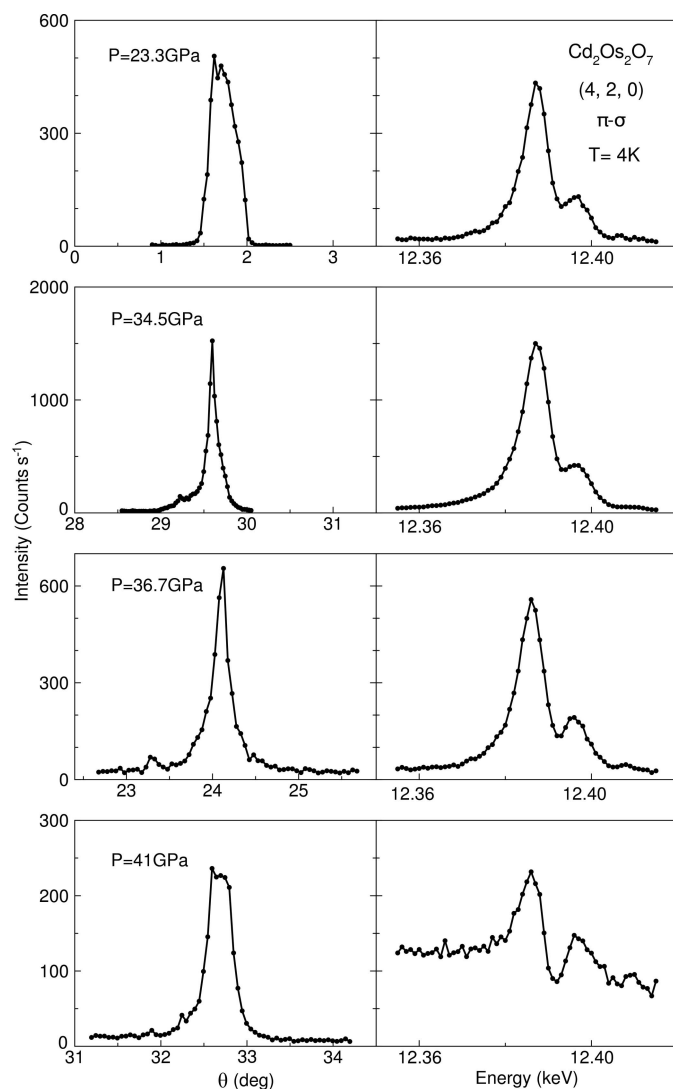 600
300
0
P=23.3GPa
Cd₂Os₂O₇
(4, 2, 0)
π-σ
T= 4K
0 1 2 3
12.36 12.40
2000
1000
0
P=34.5GPa
28 29 30 31
12.36 12.40
Intensity (Counts s⁻¹)
600
300
0
P=36.7GPa
23 24 25
12.36 12.40
300
200
100
0
P=41GPa
31 32 33 34
12.36 12.40
θ (deg)
Energy (keV)